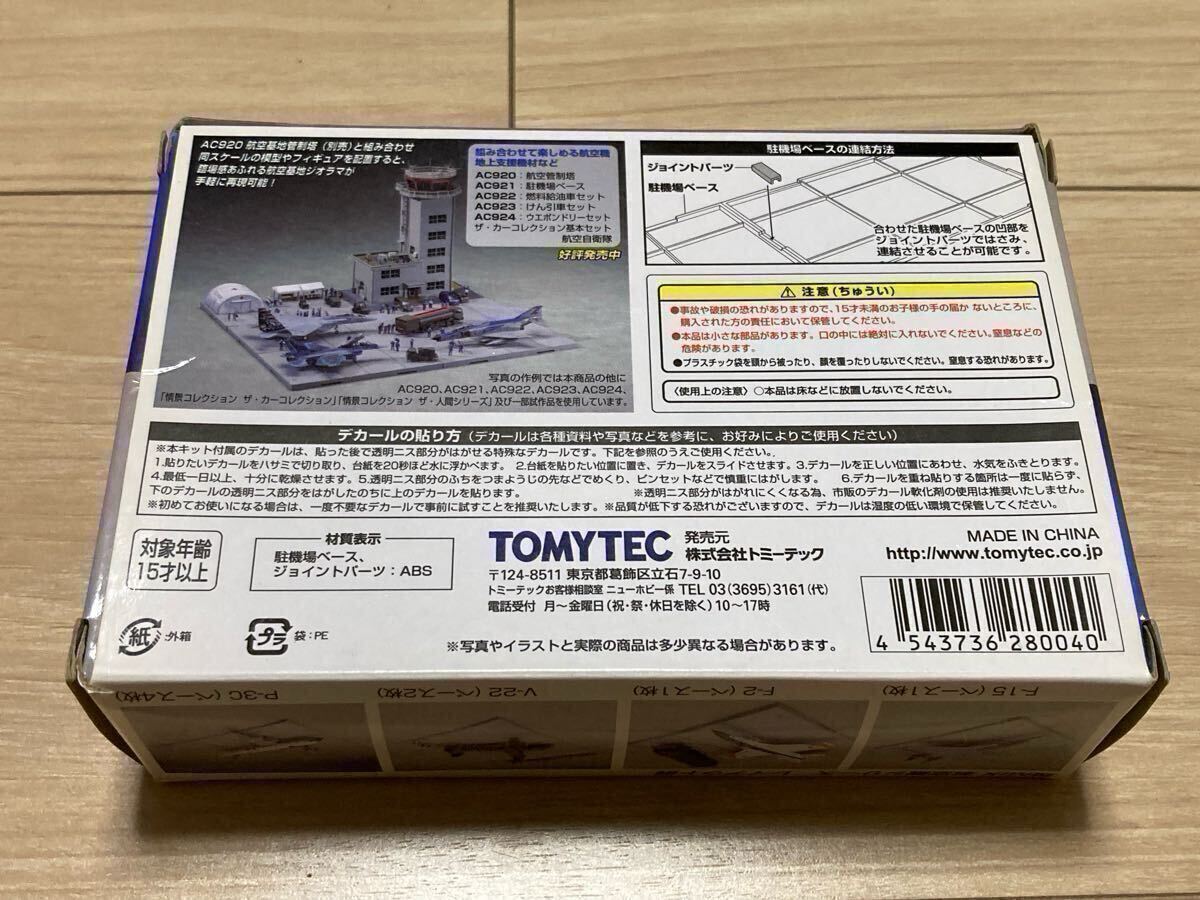 AC920 航空基地管制塔(別売)と組み合わせ
同スケールの模型やフィギュアを配置すると、
臨場感あふれる航空基地ジオラマが
手軽に再現可能!
組み合わせて楽しめる航空機
地上支援機材など
AC920:航空管制塔
AC921:駐機場ベース
AC922:燃料給油車セット
AC923:けん引車セット
AC924:ウエポンドリーセット
ザ・カーコレクション基本セット
航空自衛隊
好評発売中
写真の作例では本商品の他に
AC920、AC921、AC922、AC923、AC924、
「情景コレクション ザ・カーコレクション」「情景コレクション ザ・人間シリーズ」及び一部試作品を使用しています。
駐機場ベースの連結方法
ジョイントパーツ
駐機場ベース
合わせた駐機場ベースの凹部を
ジョイントパーツではさみ、
連結させることが可能です。
⚠ 注意(ちゅうい)
●事故や破損の恐れがありますので、15才未満のお子様の手の届か ないところに、
購入された方の責任において保管してください。
●本品は小さな部品があります。口の中には絶対に入れないでください。窒息などの
危険があります。
●プラスチック袋を頭から被ったり、顔を覆ったりしないでください。窒息する恐れがあります。
〈使用上の注意〉○本品は床などに放置しないでください。
デカールの貼り方(デカールは各種資料や写真などを参考に、お好みによりご使用ください)
※本キット付属のデカールは、貼った後で透明ニス部分がはがせる特殊なデカールです。下記を参照のうえご使用ください。
1.貼りたいデカールをハサミで切り取り、台紙を20秒ほど水に浮かべます。 2.台紙を貼りたい位置に置き、デカールをスライドさせます。3.デカールを正しい位置にあわせ、水気をふきとります。
4.最低一日以上、十分に乾燥させます。5.透明ニス部分のふちをつまようじの先などでめくり、ピンセットなどで慎重にはがします。 6.デカールを重ね貼りする箇所は一度に貼らず、
下のデカールの透明ニス部分をはがしたのちに上のデカールを貼ります。 ※透明ニス部分がはがれにくくなる為、市販のデカール軟化剤の使用は推奨いたしません。
※初めてお使いになる場合は、一度不要なデカールで事前に試すことを推奨いたします。※品質が低下する恐れがございますので、デカールは湿度の低い環境で保管してください。
対象年齢
15才以上
材質表示
駐機場ベース、
ジョイントパーツ:ABS
TOMYTEC 発売元
株式会社トミーテック
〒124-8511 東京都葛飾区立石7-9-10
トミーテックお客様相談室 ニューホビー係 TEL 03(3695)3161(代)
電話受付 月~金曜日(祝・祭・休日を除く)10~17時
MADE IN CHINA
http://www.tomytec.co.jp
紙 :外箱
プラ 袋:PE
※写真やイラストと実際の商品は多少異なる場合があります。
4 543736 280040
P-3C (ベース4枚)
V-22 (ベース2枚)
F-2 (ベース1枚)
F-15 (ベース1枚)